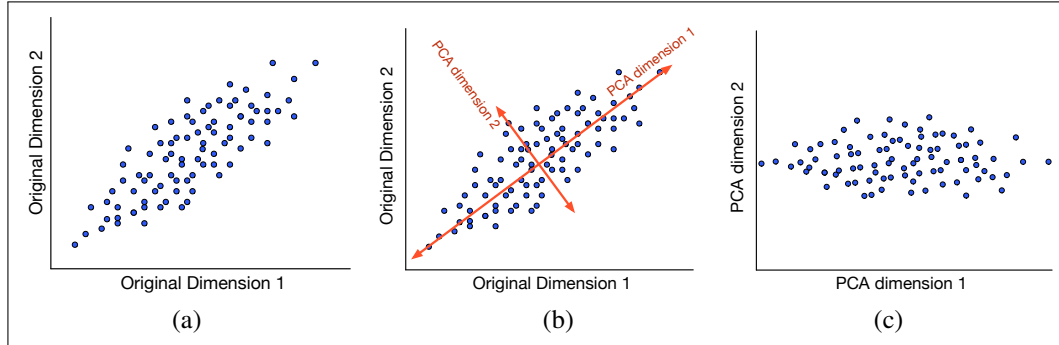 Original Dimension 2
Original Dimension 1
(a)
Original Dimension 2
PCA dimension 1
PCA dimension 2
Original Dimension 1
(b)
PCA dimension 2
PCA dimension 1
(c)